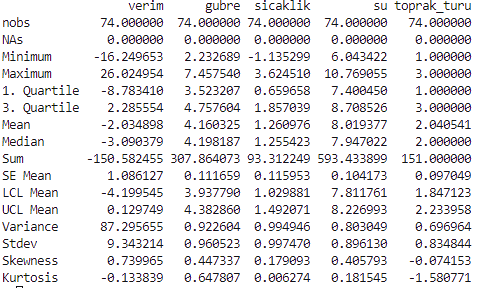 verim gubre sicaklik su toprak_turu
nobs 74.000000 74.000000 74.000000 74.000000 74.000000
NAs 0.000000 0.000000 0.000000 0.000000 0.000000
Minimum -16.249653 2.232689 -1.135299 6.043422 1.000000
Maximum 26.024954 7.457540 3.624510 10.769055 3.000000
1. Quartile -8.783410 3.523207 0.659658 7.400450 1.000000
3. Quartile 2.285554 4.757604 1.857039 8.708526 3.000000
Mean -2.034898 4.160325 1.260976 8.019377 2.040541
Median -3.090379 4.198187 1.255423 7.947022 2.000000
Sum -150.582455 307.864073 93.312249 593.433899 151.000000
SE Mean 1.086127 0.111659 0.115953 0.104173 0.097049
LCL Mean -4.199545 3.937790 1.029881 7.811761 1.847123
UCL Mean 0.129749 4.382860 1.492071 8.226993 2.233958
Variance 87.295655 0.922604 0.994946 0.803049 0.696964
Stdev 9.343214 0.960523 0.997470 0.896130 0.834844
Skewness 0.739965 0.447337 0.179093 0.405793 -0.074153
Kurtosis -0.133839 0.647807 0.006274 0.181545 -1.580771